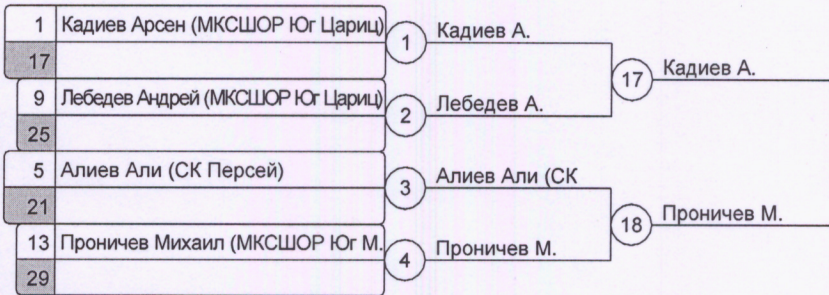 1 Кадиев Арсен (МКСШОР Юг Цариц)
17
9 Лебедев Андрей (МКСШОР Юг Цариц)
25
5 Алиев Али (СК Персей)
21
13 Проничев Михаил (МКСШОР Юг М.
29
1 Кадиев А.
2 Лебедев А.
3 Алиев Али (СК
4 Проничев М.
17 Кадиев А.
18 Проничев М.